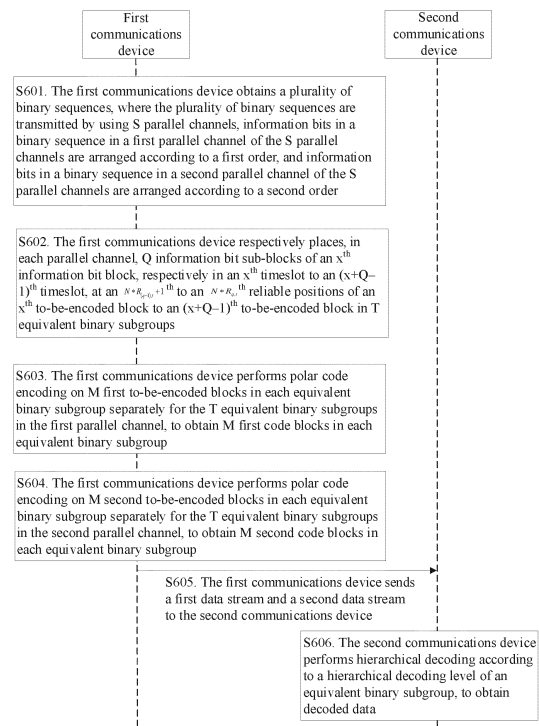 First
communications
device
Second
communications
device
S601. The first communications device obtains a plurality of
binary sequences, where the plurality of binary sequences are
transmitted by using S parallel channels, information bits in a
binary sequence in a first parallel channel of the S parallel
channels are arranged according to a first order, and information
bits in a binary sequence in a second parallel channel of the S
parallel channels are arranged according to a second order
S602. The first communications device respectively places, in
each parallel channel, Q information bit sub-blocks of an xth
information bit block, respectively in an xth timeslot to an (x+Q–
1)th timeslot, at an th to an th reliable positions of an
xth to-be-encoded block to an (x+Q–1)th to-be-encoded block in T
equivalent binary subgroups
S603. The first communications device performs polar code
encoding on M first to-be-encoded blocks in each equivalent
binary subgroup separately for the T equivalent binary subgroups
in the first parallel channel, to obtain M first code blocks in each
equivalent binary subgroup
S604. The first communications device performs polar code
encoding on M second to-be-encoded blocks in each equivalent
binary subgroup separately for the T equivalent binary subgroups
in the second parallel channel, to obtain M second code blocks in
each equivalent binary subgroup
S605. The first communications device sends
a first data stream and a second data stream
to the second communications device
S606. The second communications device
performs hierarchical decoding according
to a hierarchical decoding level of an
equivalent binary subgroup, to obtain
decoded data